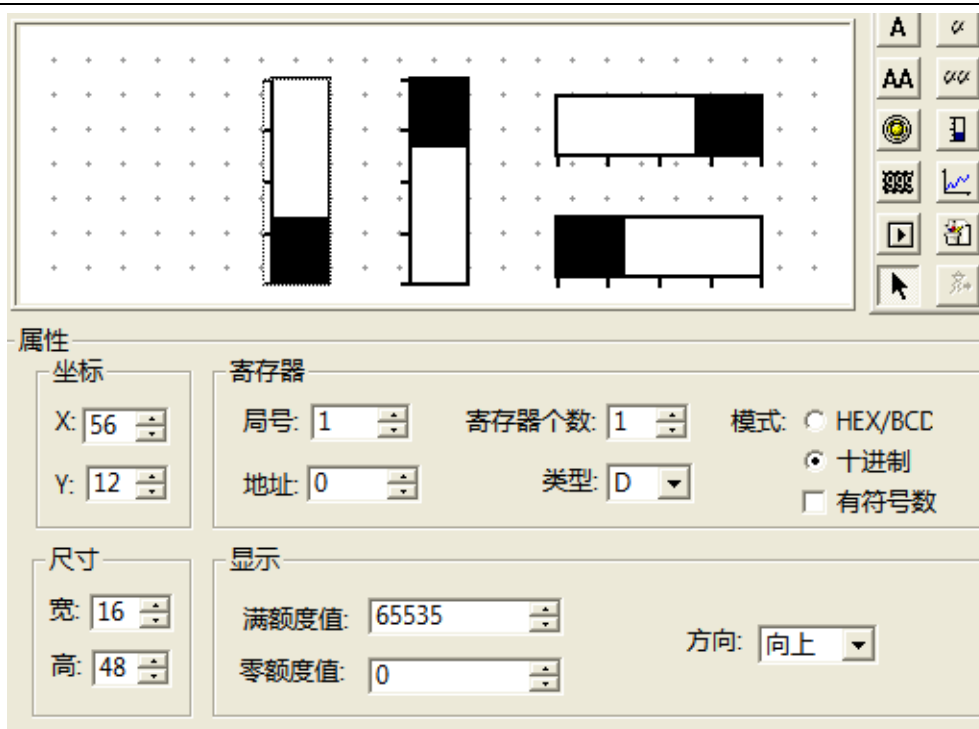 A α
AA αα
属性
坐标
X: 56
Y: 12
寄存器
局号: 1
寄存器个数: 1
模式: HEX/BCD
十进制
有符号数
地址: 0
类型: D
尺寸
宽: 16
高: 48
显示
满额度值: 65535
零额度值: 0
方向: 向上